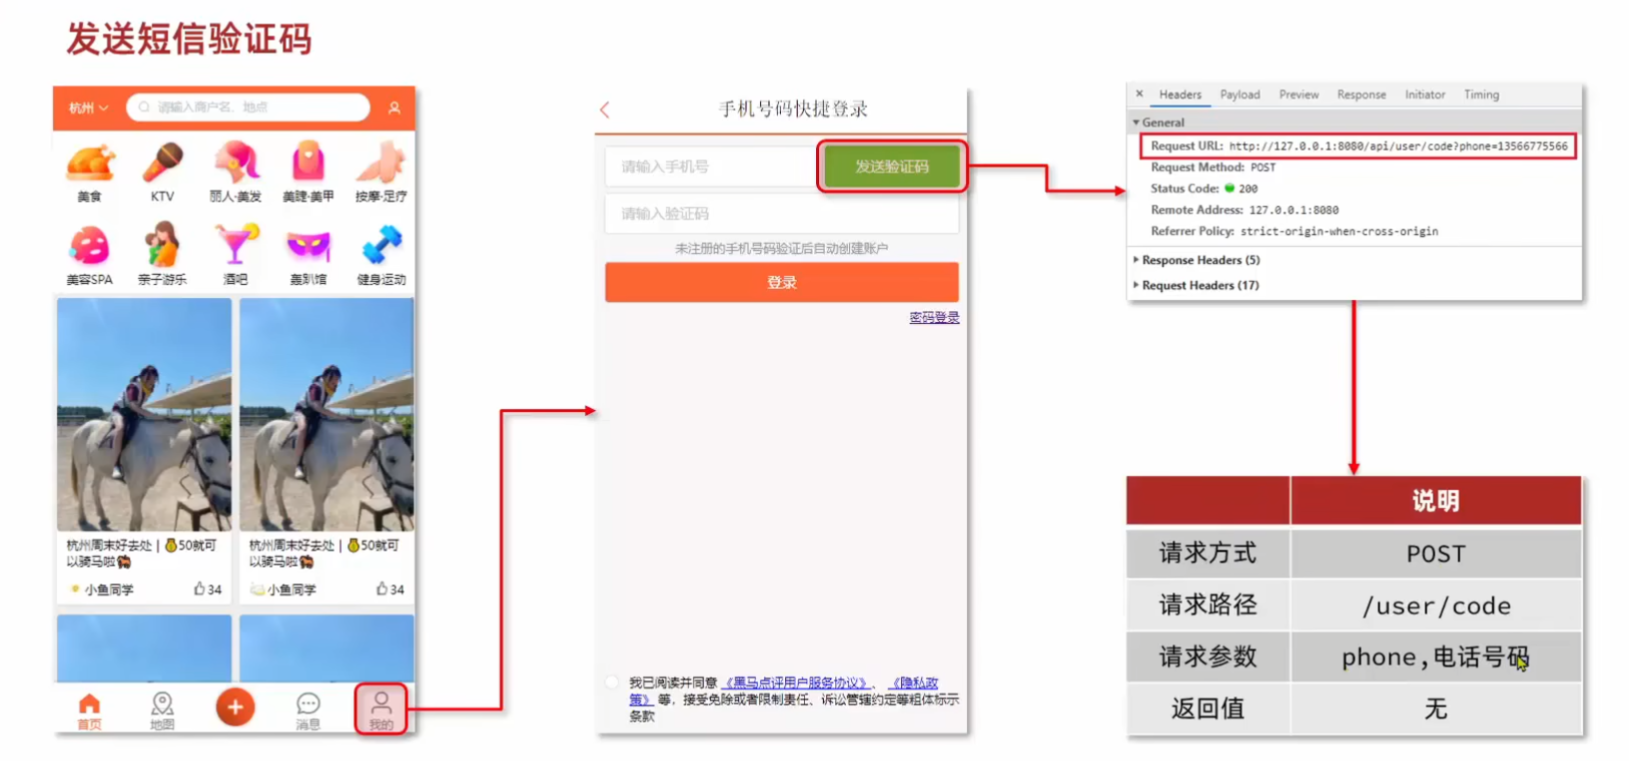 发送短信验证码
杭州
请输入商户名、地点
美食
KTV
丽人·美发
美睫·美甲
按摩·足疗
美容SPA
亲子游乐
酒吧
轰趴馆
健身运动
杭州周末好去处 | 💰50就可
以骑马啦🐎
小鱼同学
34
杭州周末好去处 | 💰50就可
以骑马啦🐎
小鱼同学
34
首页
地图
消息
我的
手机号码快捷登录
请输入手机号
发送验证码
请输入验证码
未注册的手机号码验证后自动创建账户
登录
密码登录
我已阅读并同意《黑马点评用户服务协议》、《隐私政
策》等，接受免除或者限制责任、诉讼管辖约定等粗体标示
条款
× Headers Payload Preview Response Initiator Timing
▼ General
Request URL: http://127.0.0.1:8080/api/user/code?phone=13566775566
Request Method: POST
Status Code: 200
Remote Address: 127.0.0.1:8080
Referrer Policy: strict-origin-when-cross-origin
▶ Response Headers (5)
▶ Request Headers (17)
说明
请求方式 POST
请求路径 /user/code
请求参数 phone,电话号码
返回值 无